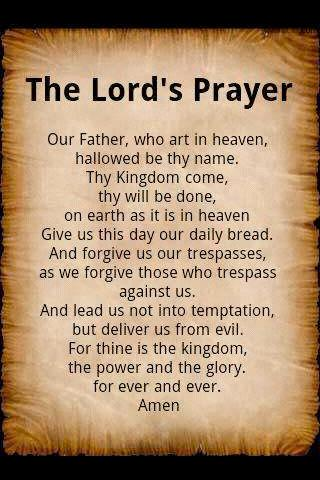 The Lord's Prayer
Our Father, who art in heaven,
hallowed be thy name.
Thy Kingdom come,
thy will be done,
on earth as it is in heaven
Give us this day our daily bread.
And forgive us our trespasses,
as we forgive those who trespass
against us.
And lead us not into temptation,
but deliver us from evil.
For thine is the kingdom,
the power and the glory.
for ever and ever.
Amen